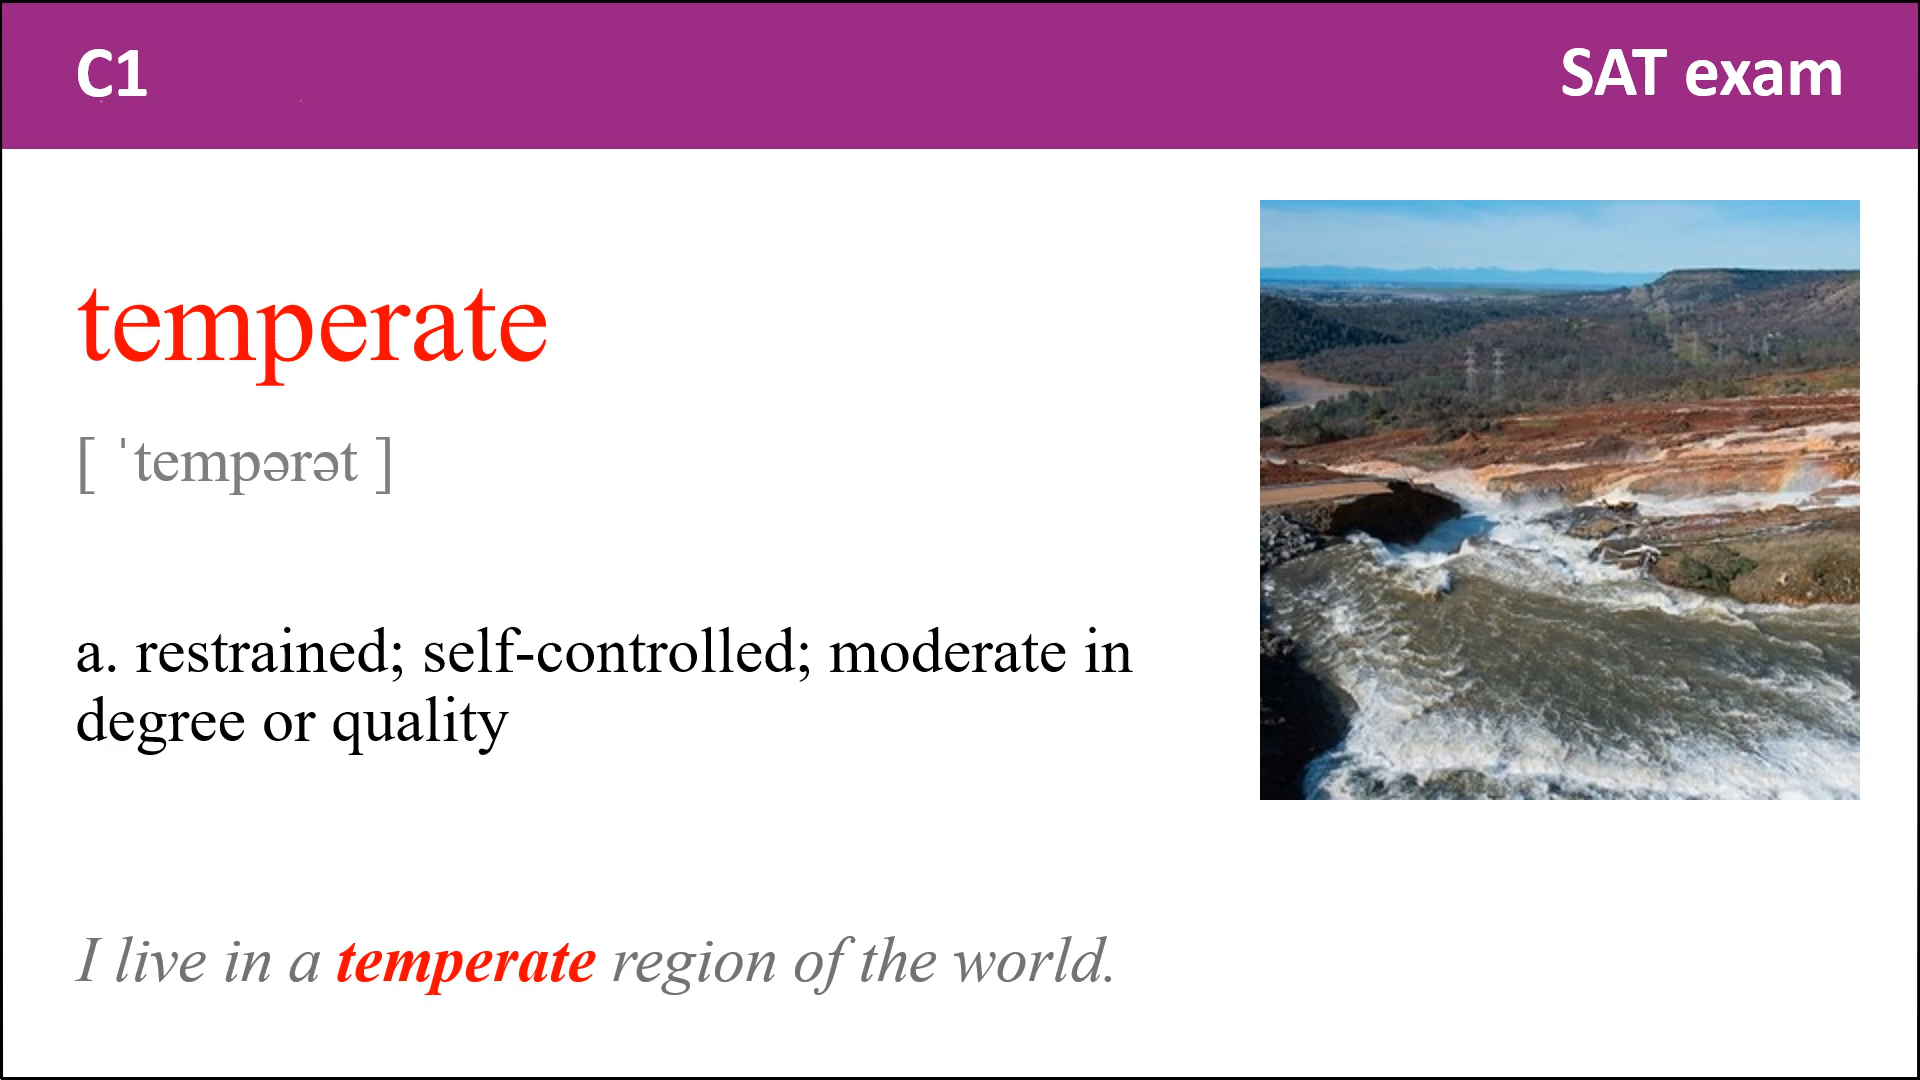 C1
SAT exam
temperate
[ ˈtempərət ]
a. restrained; self-controlled; moderate in
degree or quality
I live in a temperate region of the world.